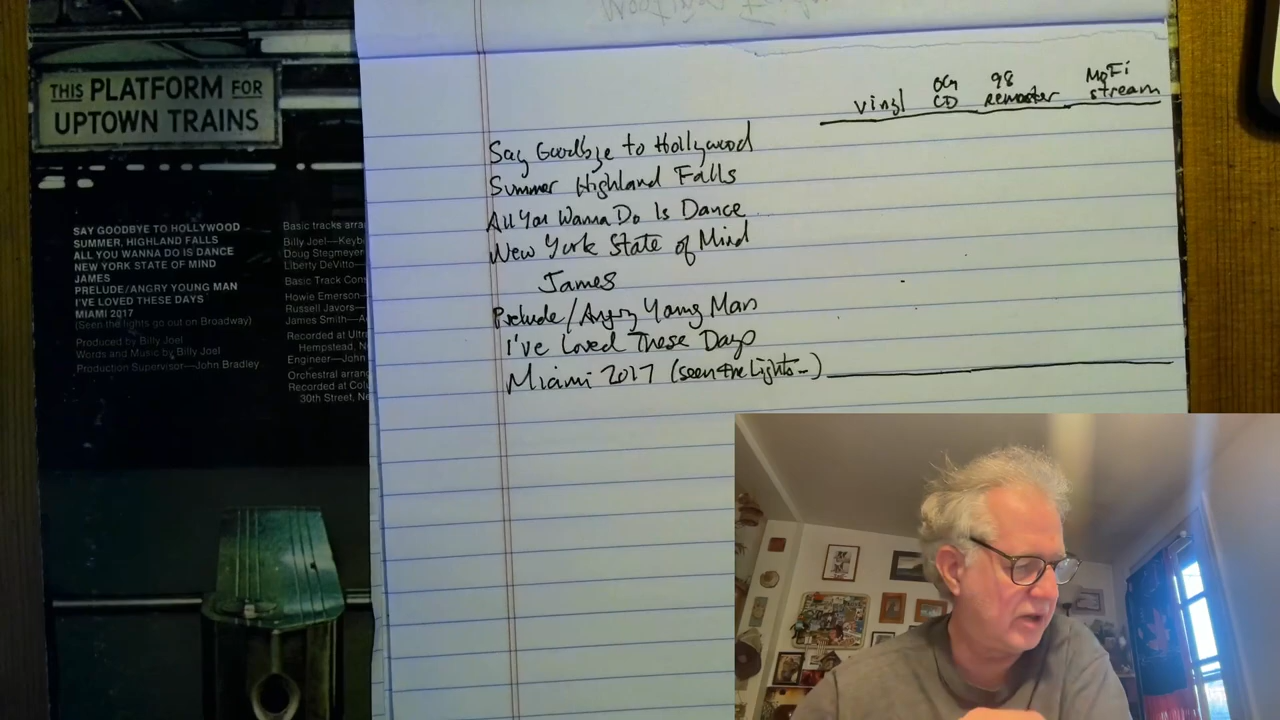 THIS PLATFORM FOR
UPTOWN TRAINS
SAY GOODBYE TO HOLLYWOOD
SUMMER, HIGHLAND FALLS
ALL YOU WANNA DO IS DANCE
NEW YORK STATE OF MIND
JAMES
PRELUDE/ANGRY YOUNG MAN
I'VE LOVED THESE DAYS
MIAMI 2017
(Seen the lights go out on Broadway)
Produced by Billy Joel
Words and Music by Billy Joel
Production Supervisor—John Bradley
Basic tracks arra
Billy Joel—Keyb
Doug Stegmeyer
Liberty DeVitto—
Basic Track Con
Howie Emerson—
Russell Javors—
James Smith—A
Recorded at Ultr
Hempstead, N
Engineer—John
Orchestral arran
Recorded at Col
30th Street, Ne
vinyl OG CD 98 Remaster MoFi stream
Say Goodbye to Hollywood
Summer Highland Falls
All You Wanna Do Is Dance
New York State of Mind
James
Prelude/Angry Young Man
I've Loved These Days
Miami 2017 (seen the Lights--)